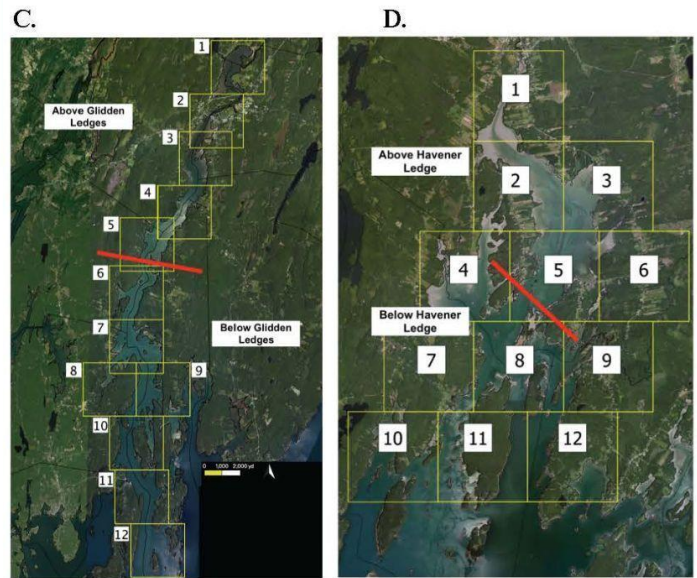 C.
D.
1
2
Above Glidden
Ledges
3
4
5
6
Below Glidden
Ledges
7
8
9
10
0 1,000 2,000 yd
11
12
1
Above Havener
Ledge
2
3
4
5
6
Below Havener
Ledge
7
8
9
10
11
12